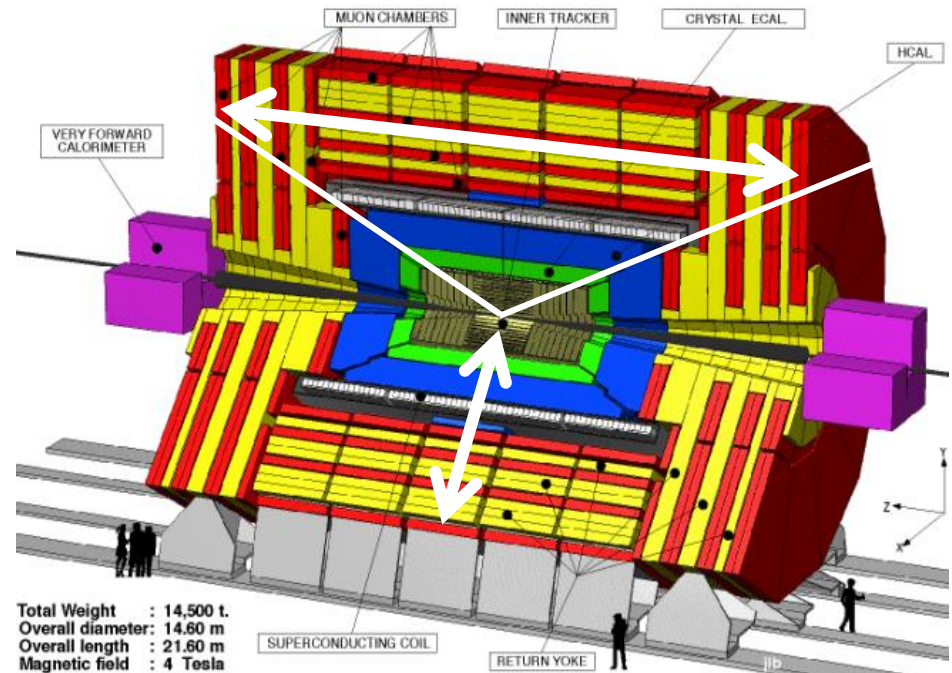 MUON CHAMBERS
INNER TRACKER
CRYSTAL ECAL
HCAL
VERY FORWARD
CALORIMETER
Y
Z
X
Total Weight : 14,500 t.
Overall diameter: 14.60 m
Overall length : 21.60 m
Magnetic field : 4 Tesla
SUPERCONDUCTING COIL
RETURN YOKE
jlb